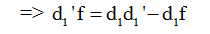 ⇒ d₁'f = d₁d₁'−d₁f